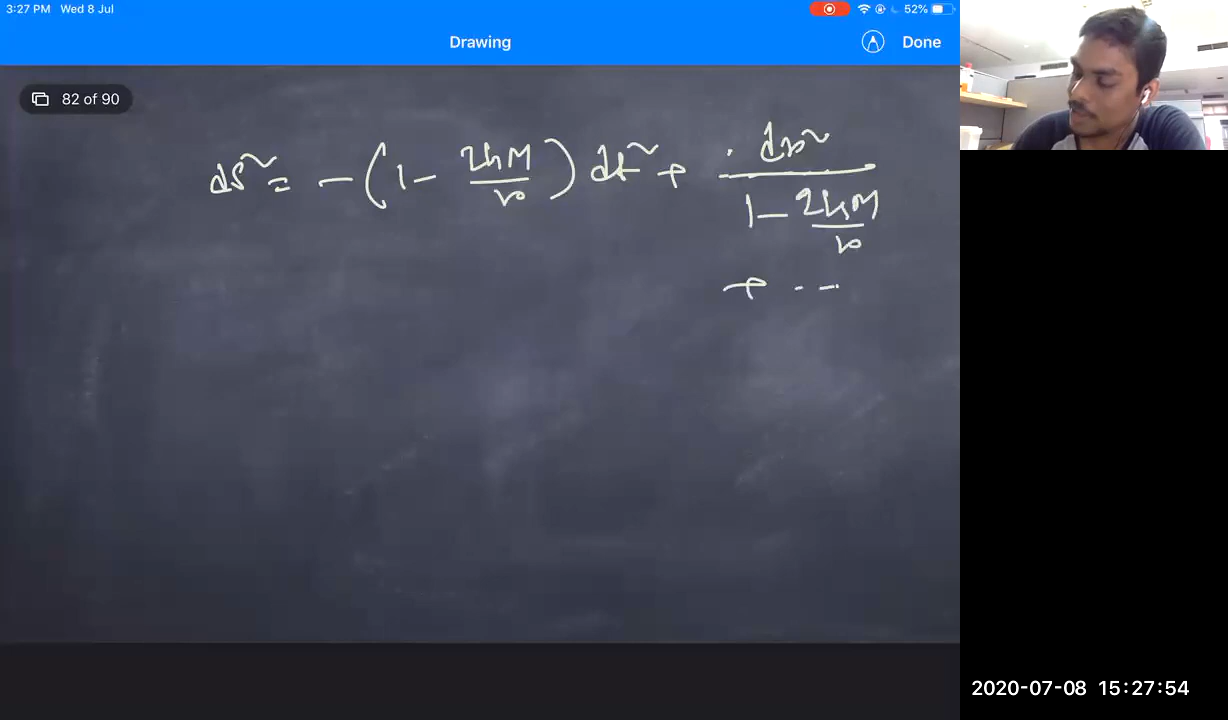 3:27 PM Wed 8 Jul 52%
Drawing Done
82 of 90
ds² = -(1 - 2GM/r) dt² + dr²/(1 - 2GM/r)
+ ...
2020-07-08 15:27:54